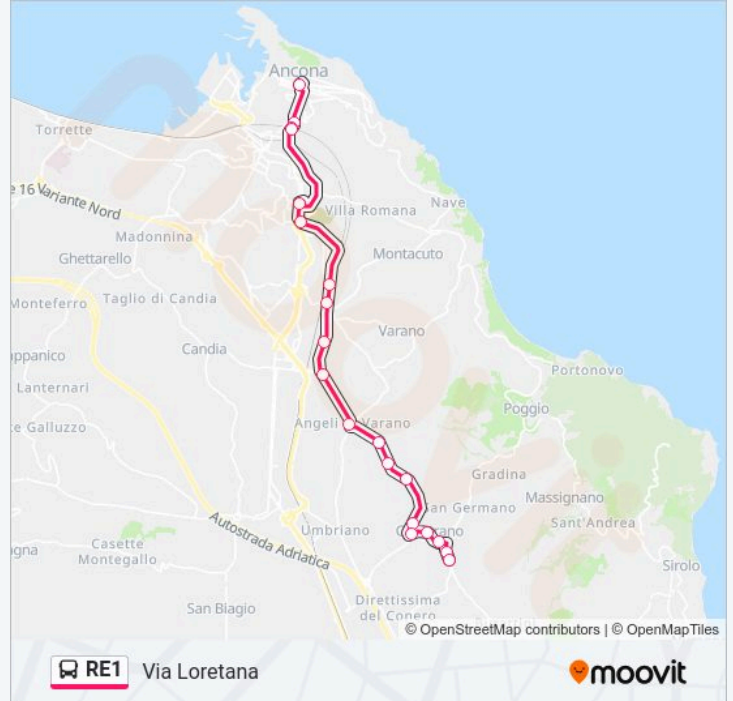 Ancona
Torrette
e 16 Variante Nord
Villa Romana
Nave
Madonnina
Ghettarello
Montacuto
Monteferro
Taglio di Candia
Varano
Candia
appanico
Portonovo
Lanternari
Poggio
Angeli Varano
e Galluzzo
Gradina
Massignano
an Germano
Sant'Andrea
Umbriano
Autostrada Adriatica
Casette
Montegallo
gna
Sirolo
Direttissima
del Conero
San Biagio
© OpenStreetMap contributors | © OpenMapTiles
RE1 Via Loretana
moovit